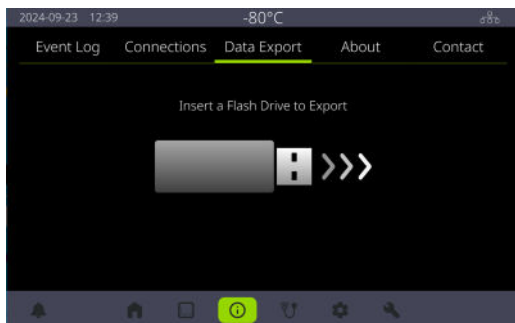 2024-09-23 12:39 -80°C
Event Log Connections Data Export About Contact
Insert a Flash Drive to Export